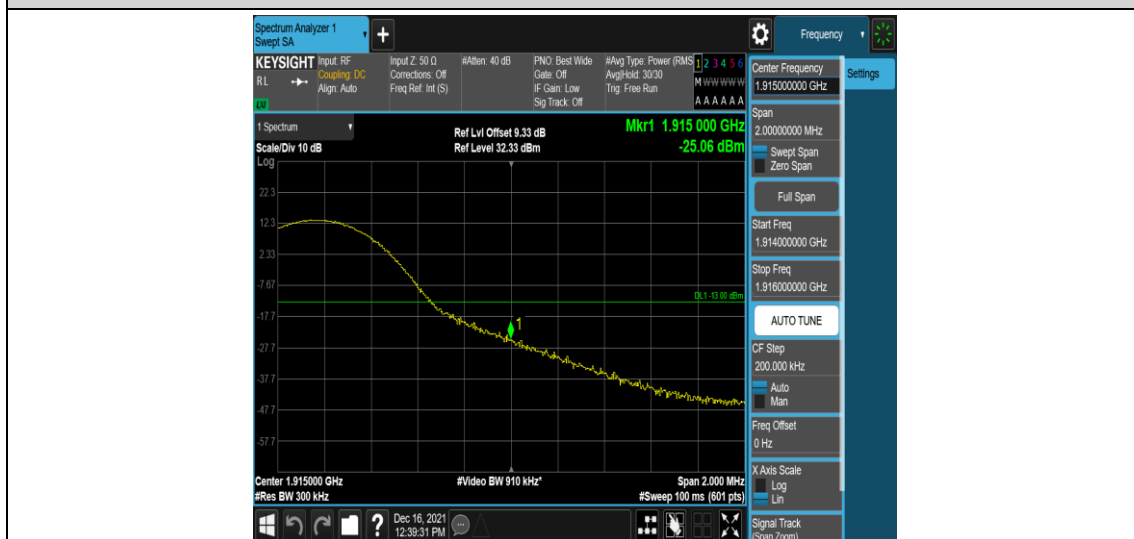 Spectrum Analyzer 1
Swept SA
+
Frequency
KEYSIGHT
RL
LXI
Input: RF
Coupling: DC
Align: Auto
Input Z: 50 Ω
Corrections: Off
Freq Ref: Int (S)
#Atten: 40 dB
PNO: Best Wide
Gate: Off
IF Gain: Low
Sig Track: Off
#Avg Type: Power (RMS
Avg|Hold: 30/30
Trig: Free Run
1 2 3 4 5 6
M W W W W W
A A A A A A
1 Spectrum
Scale/Div 10 dB
Log
Ref Lvl Offset 9.33 dB
Ref Level 32.33 dBm
Mkr1 1.915 000 GHz
-25.06 dBm
22.3
12.3
2.33
-7.67
-17.7
-27.7
-37.7
-47.7
-57.7
DL1 -13.00 dBm
1
Center 1.915000 GHz
#Res BW 300 kHz
#Video BW 910 kHz*
Span 2.000 MHz
#Sweep 100 ms (601 pts)
?
Dec 16, 2021
12:39:31 PM
Center Frequency
1.915000000 GHz
Settings
Span
2.00000000 MHz
Swept Span
Zero Span
Full Span
Start Freq
1.914000000 GHz
Stop Freq
1.916000000 GHz
AUTO TUNE
CF Step
200.000 kHz
Auto
Man
Freq Offset
0 Hz
X Axis Scale
Log
Lin
Signal Track
(Span Zoom)